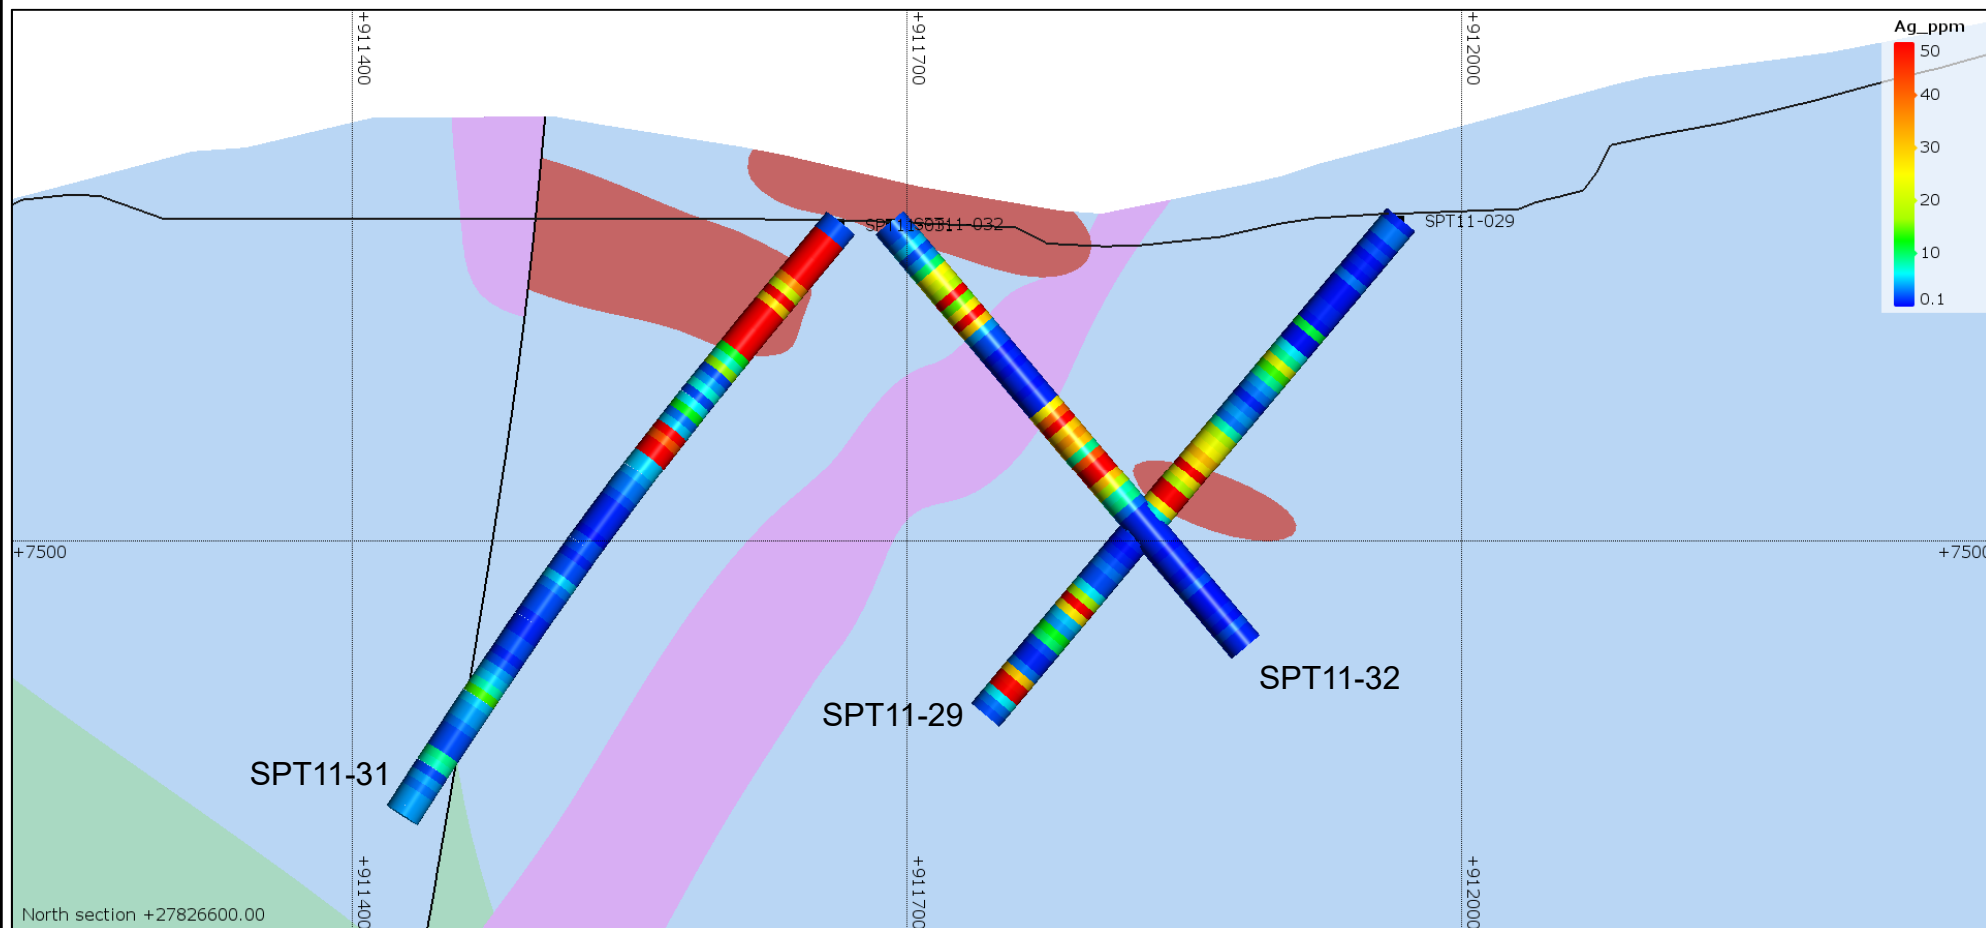 +911400
+911700
+912000
Ag_ppm
50
40
30
20
10
0.1
SPT11-032
SPT11-029
+7500
+7500
SPT11-32
SPT11-29
SPT11-31
+911400
+911700
+912000
North section +27826600.00